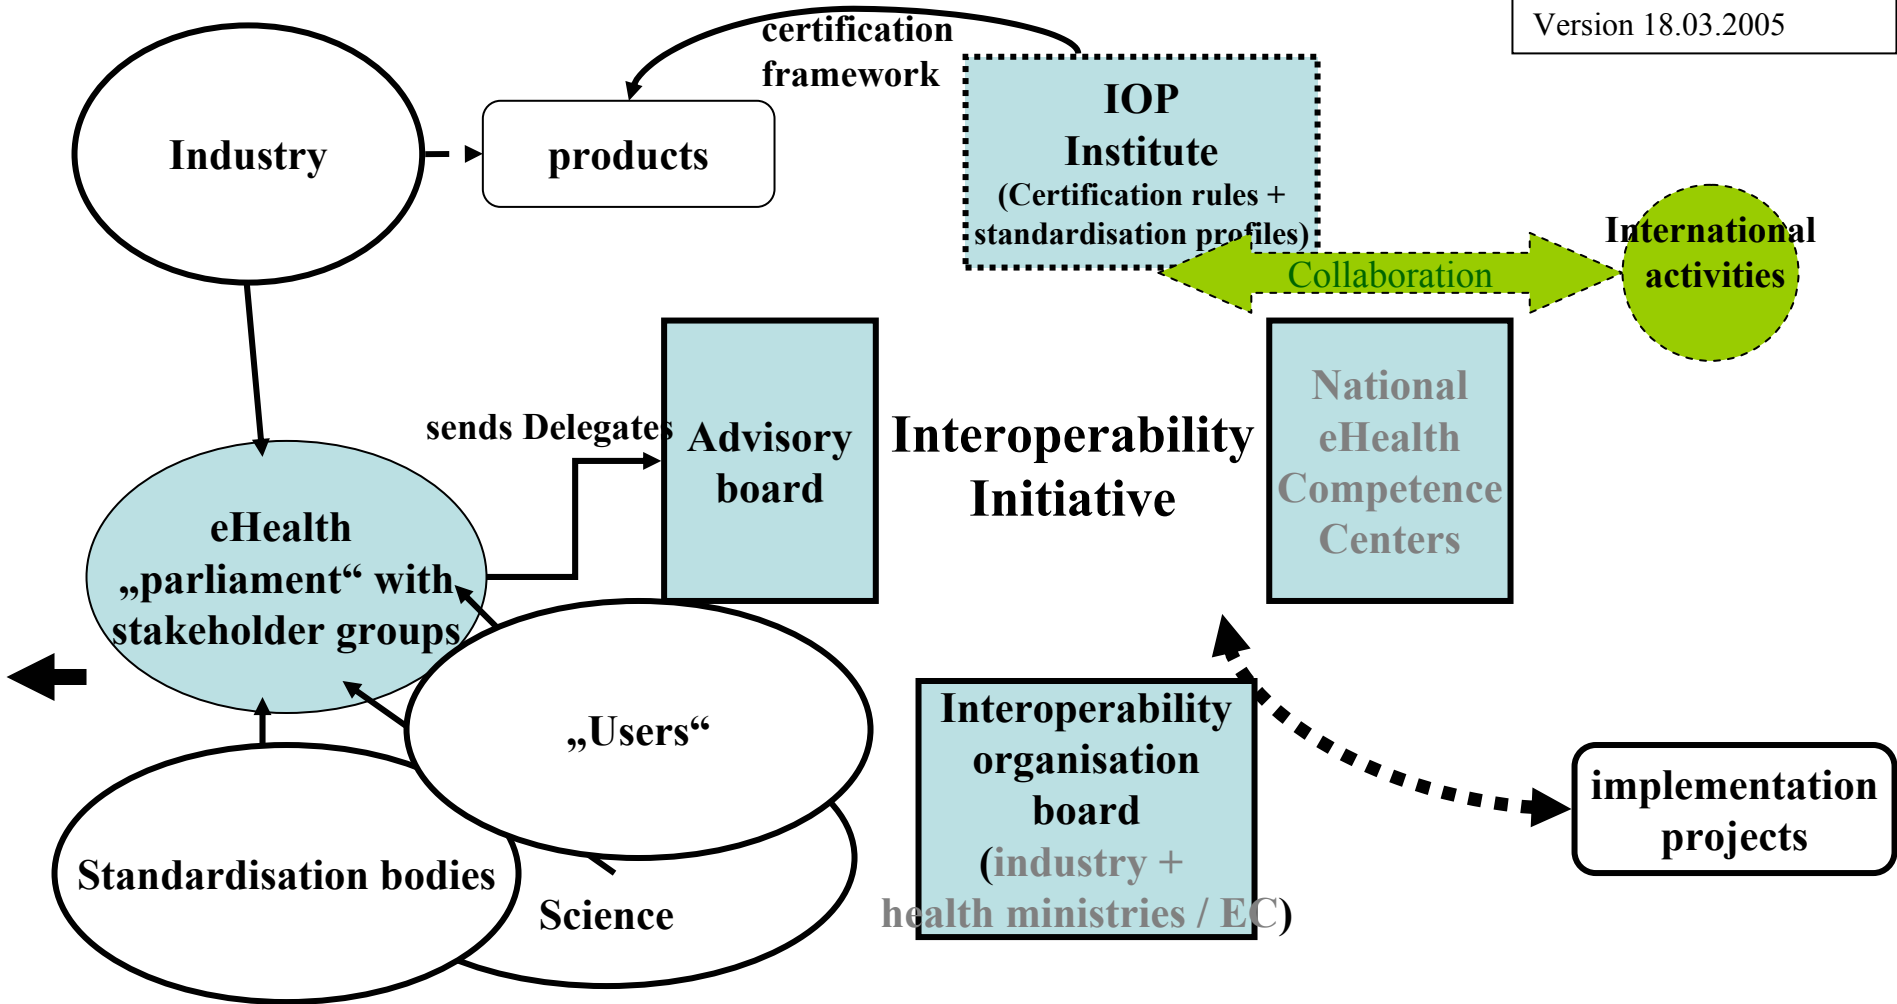 Version 18.03.2005
certification
framework
Industry
products
IOP
Institute
(Certification rules +
standardisation profiles)
International
activities
Collaboration
sends Delegates
Advisory
board
Interoperability
Initiative
National
eHealth
Competence
Centers
eHealth
„parliament“ with
stakeholder groups
„Users“
Interoperability
organisation
board
(industry +
health ministries / EC)
implementation
projects
Standardisation bodies
Science